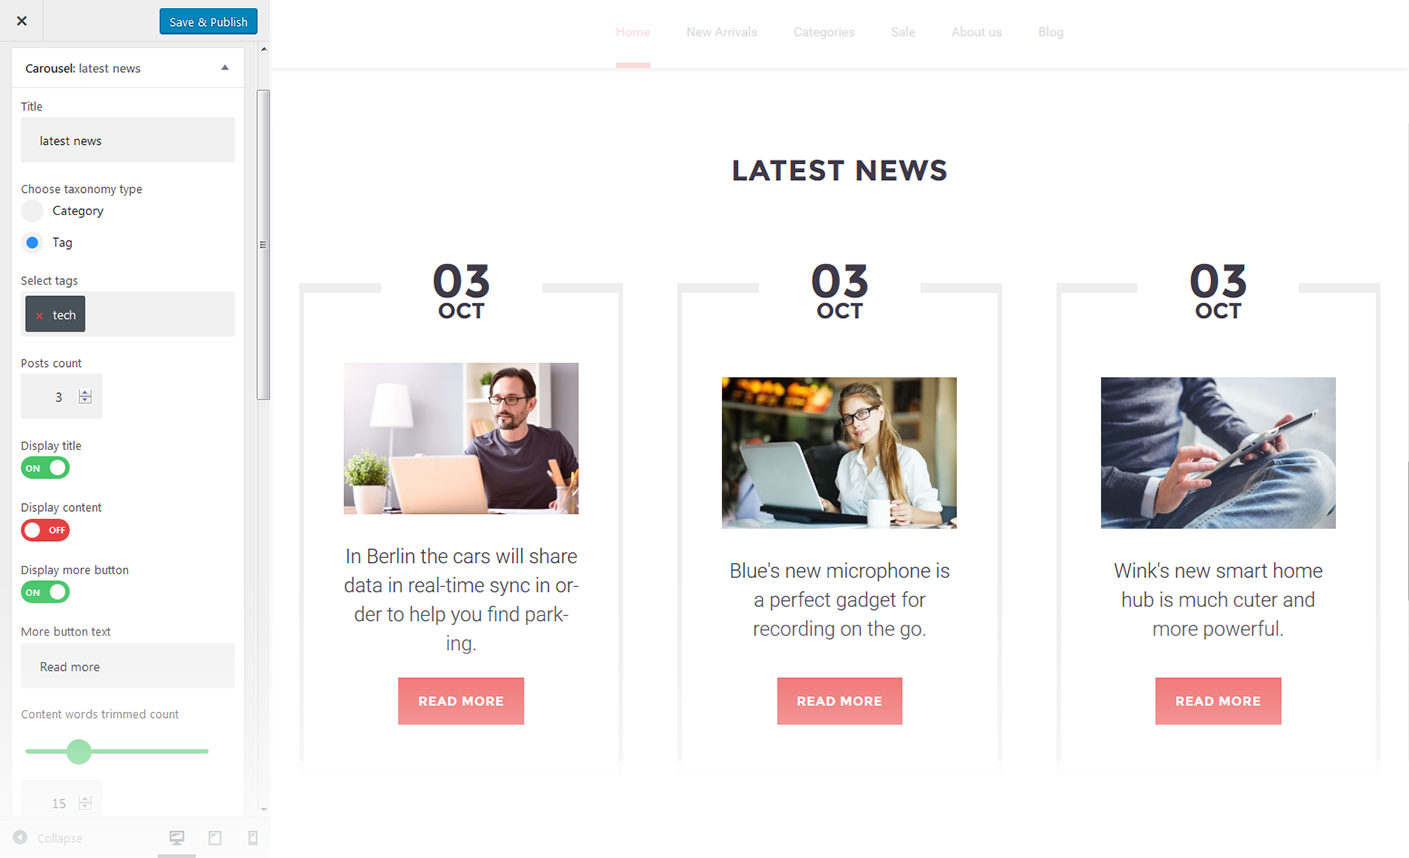 ×
Save & Publish
Carousel: latest news
Title
latest news
Choose taxonomy type
Category
Tag
Select tags
× tech
Posts count
3
Display title
ON
Display content
OFF
Display more button
ON
More button text
Read more
Content words trimmed count
15
Collapse
Home New Arrivals Categories Sale About us Blog
LATEST NEWS
03
OCT
In Berlin the cars will share
data in real-time sync in or-
der to help you find park-
ing.
READ MORE
03
OCT
Blue's new microphone is
a perfect gadget for
recording on the go.
READ MORE
03
OCT
Wink's new smart home
hub is much cuter and
more powerful.
READ MORE